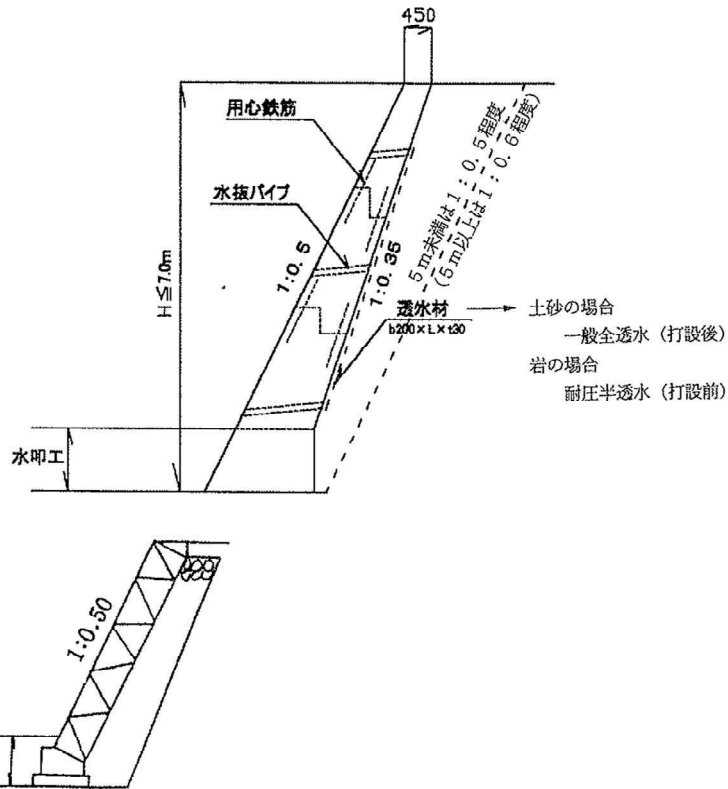 450
用心鉄筋
水抜パイプ
H≦7.0m
1:0.5
1:0.35
5m未満は1:0.5程度
(5m以上は1:0.6程度)
透水材
b200×L×t30
土砂の場合
一般全透水(打設後)
岩の場合
耐圧半透水(打設前)
水叩工
1:0.50